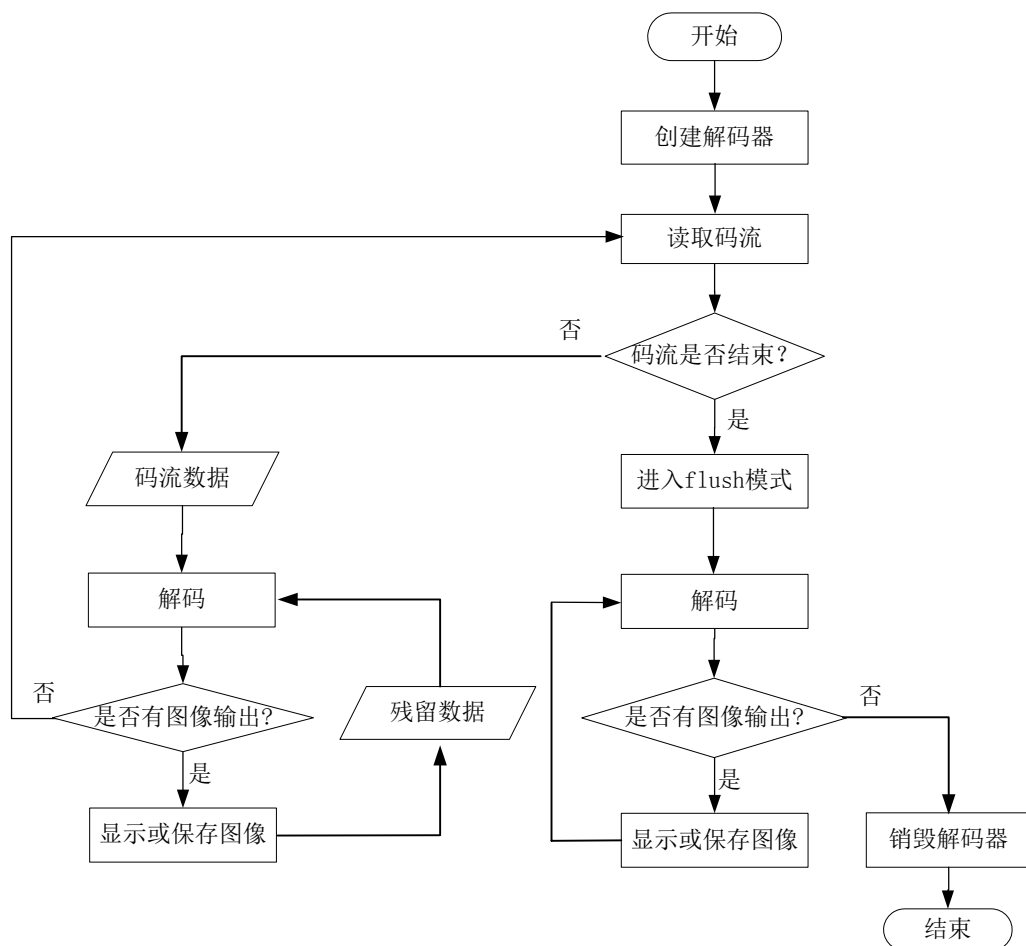 开始
创建解码器
读取码流
否
码流是否结束?
是
码流数据
进入flush模式
解码
解码
否
是否有图像输出?
残留数据
是否有图像输出?
否
是
是
显示或保存图像
显示或保存图像
销毁解码器
结束